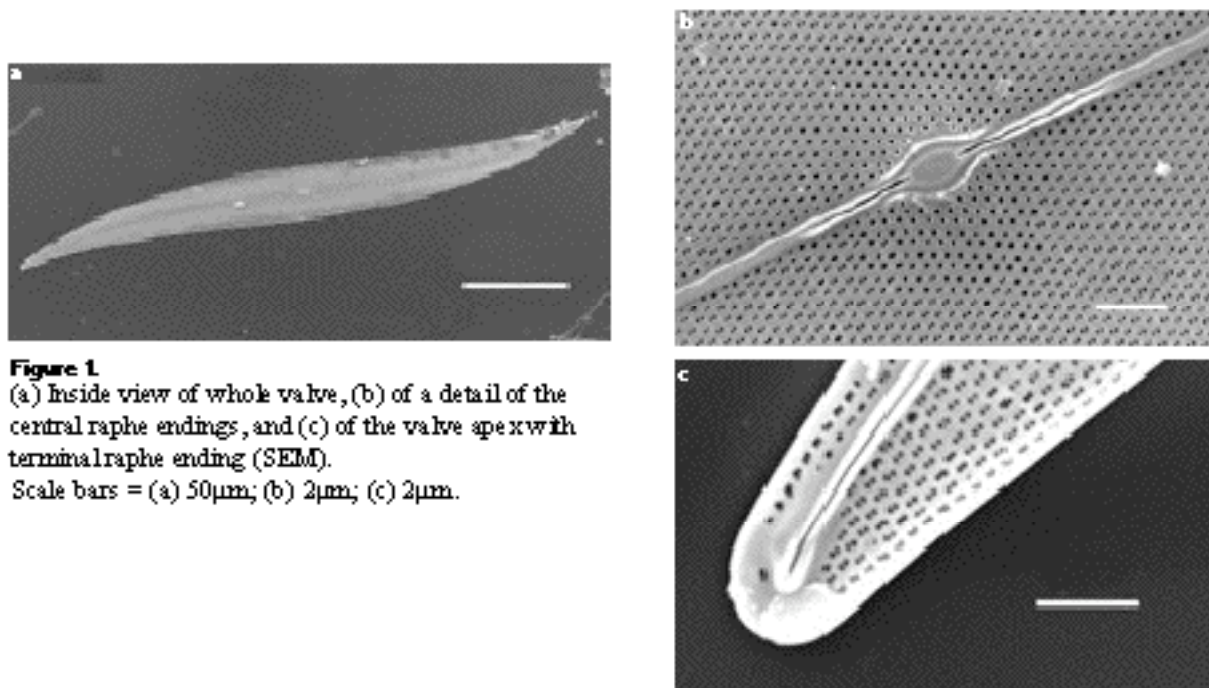 a
b
c
Figure 1.
(a) Inside view of whole valve, (b) of a detail of the
central raphe endings, and (c) of the valve apex with
terminal raphe ending (SEM).
Scale bars = (a) 50μm; (b) 2μm; (c) 2μm.